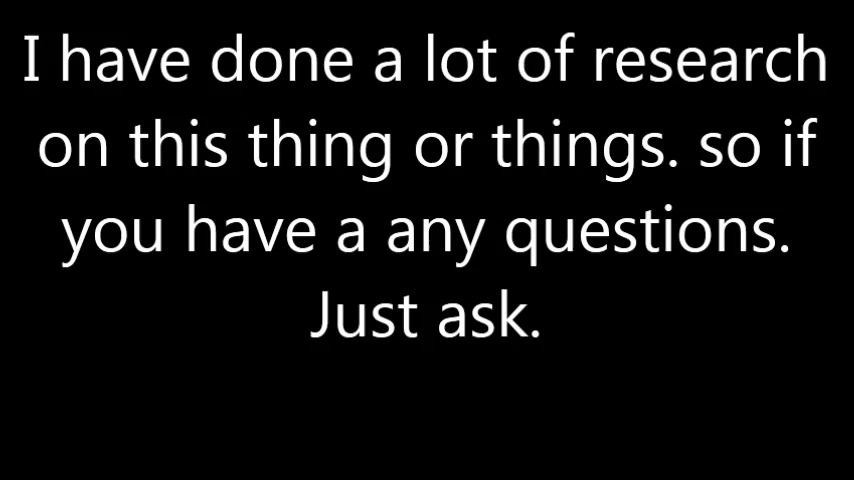 I have done a lot of research
on this thing or things. so if
you have a any questions.
Just ask.